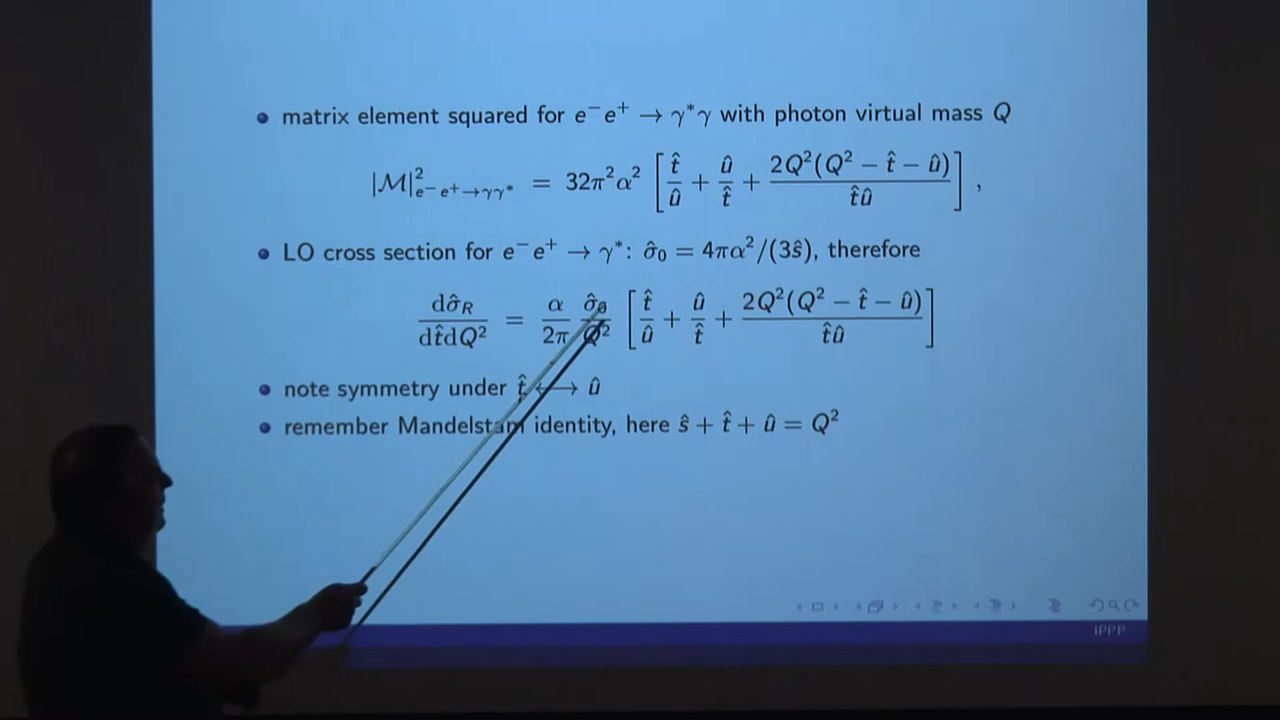 matrix element squared for e⁻e⁺ → γ*γ with photon virtual mass Q
|M|²_{e⁻e⁺→γγ*} = 32π²α² [ t̂/û + û/t̂ + 2Q²(Q² − t̂ − û)/(t̂û) ] ,
LO cross section for e⁻e⁺ → γ*: σ̂₀ = 4πα²/(3ŝ), therefore
dσ̂_R/(dt̂dQ²) = α/(2π) σ̂₀/Q² [ t̂/û + û/t̂ + 2Q²(Q² − t̂ − û)/(t̂û) ]
note symmetry under t̂ ⟷ û
remember Mandelstam identity, here ŝ + t̂ + û = Q²
IPPP